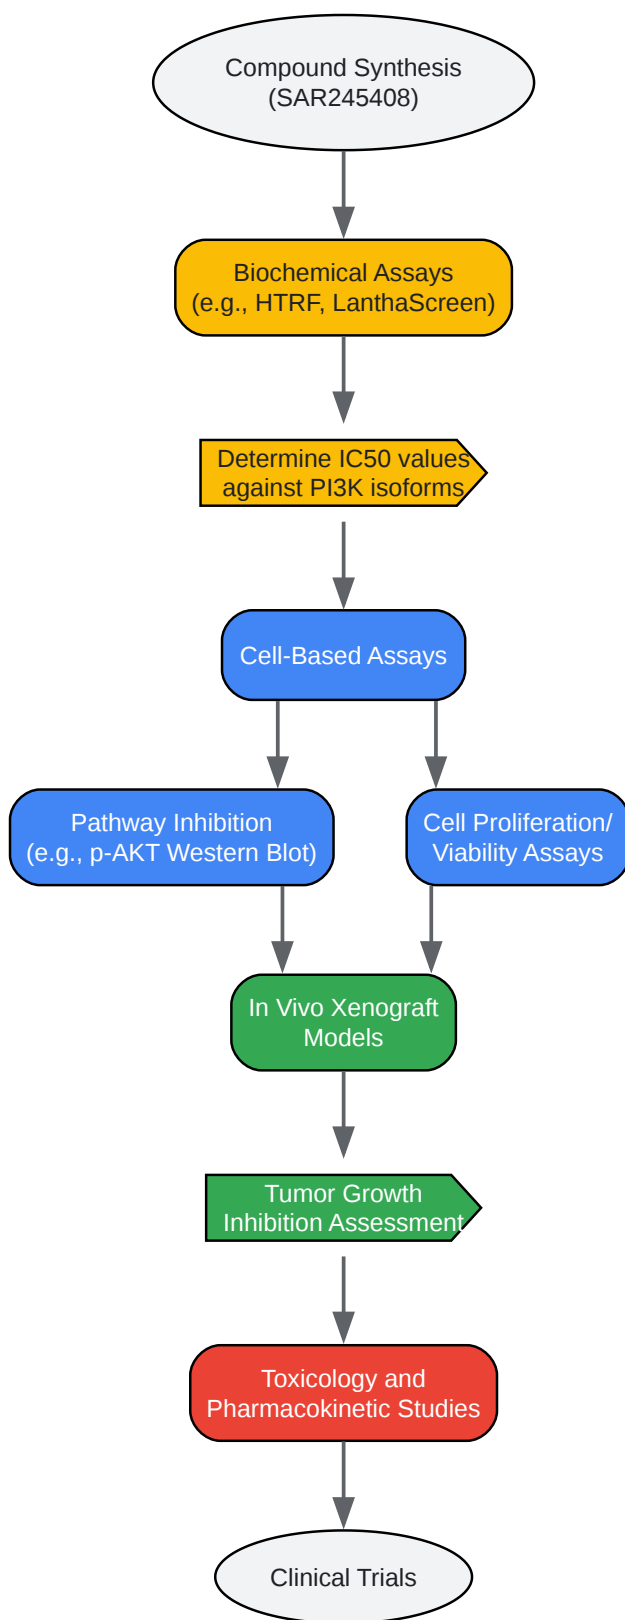 Compound Synthesis
(SAR245408)
Biochemical Assays
(e.g., HTRF, LanthaScreen)
Determine IC50 values
against PI3K isoforms
Cell-Based Assays
Pathway Inhibition
(e.g., p-AKT Western Blot)
Cell Proliferation/
Viability Assays
In Vivo Xenograft
Models
Tumor Growth
Inhibition Assessment
Toxicology and
Pharmacokinetic Studies
Clinical Trials